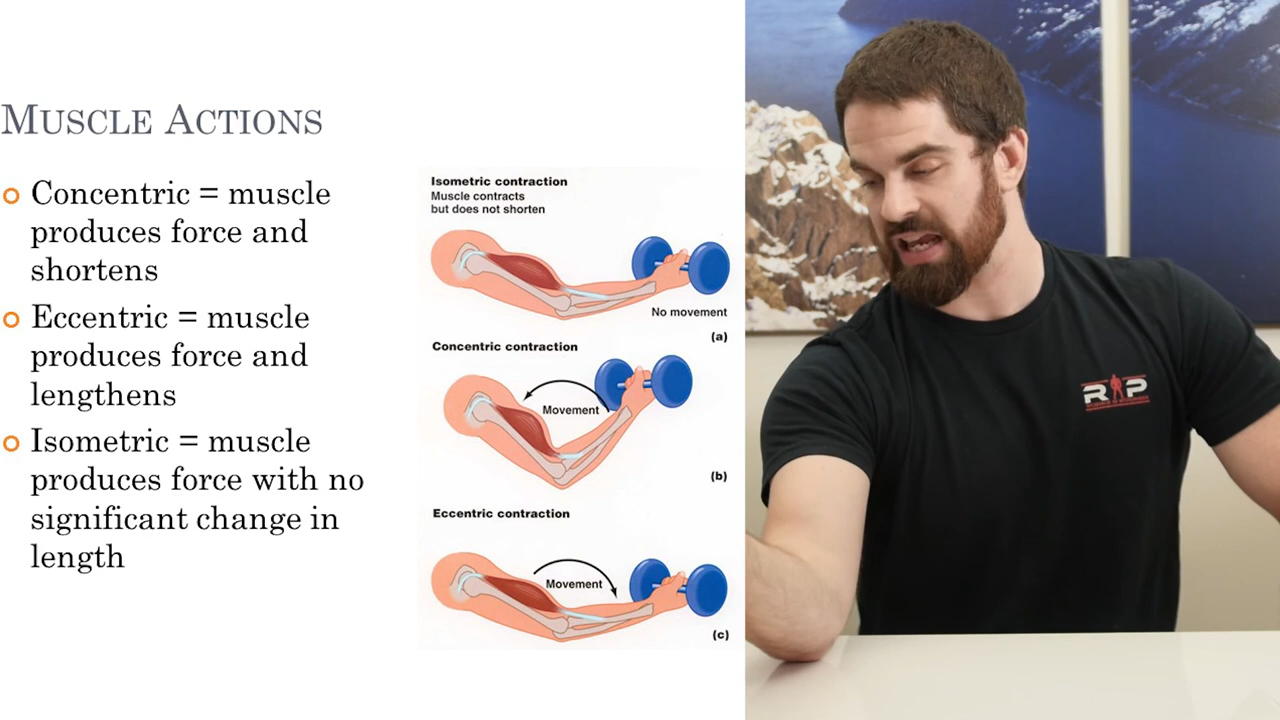 MUSCLE ACTIONS
Concentric = muscle
produces force and
shortens
Eccentric = muscle
produces force and
lengthens
Isometric = muscle
produces force with no
significant change in
length
Isometric contraction
Muscle contracts
but does not shorten
No movement
(a)
Concentric contraction
Movement
(b)
Eccentric contraction
Movement
(c)
RP